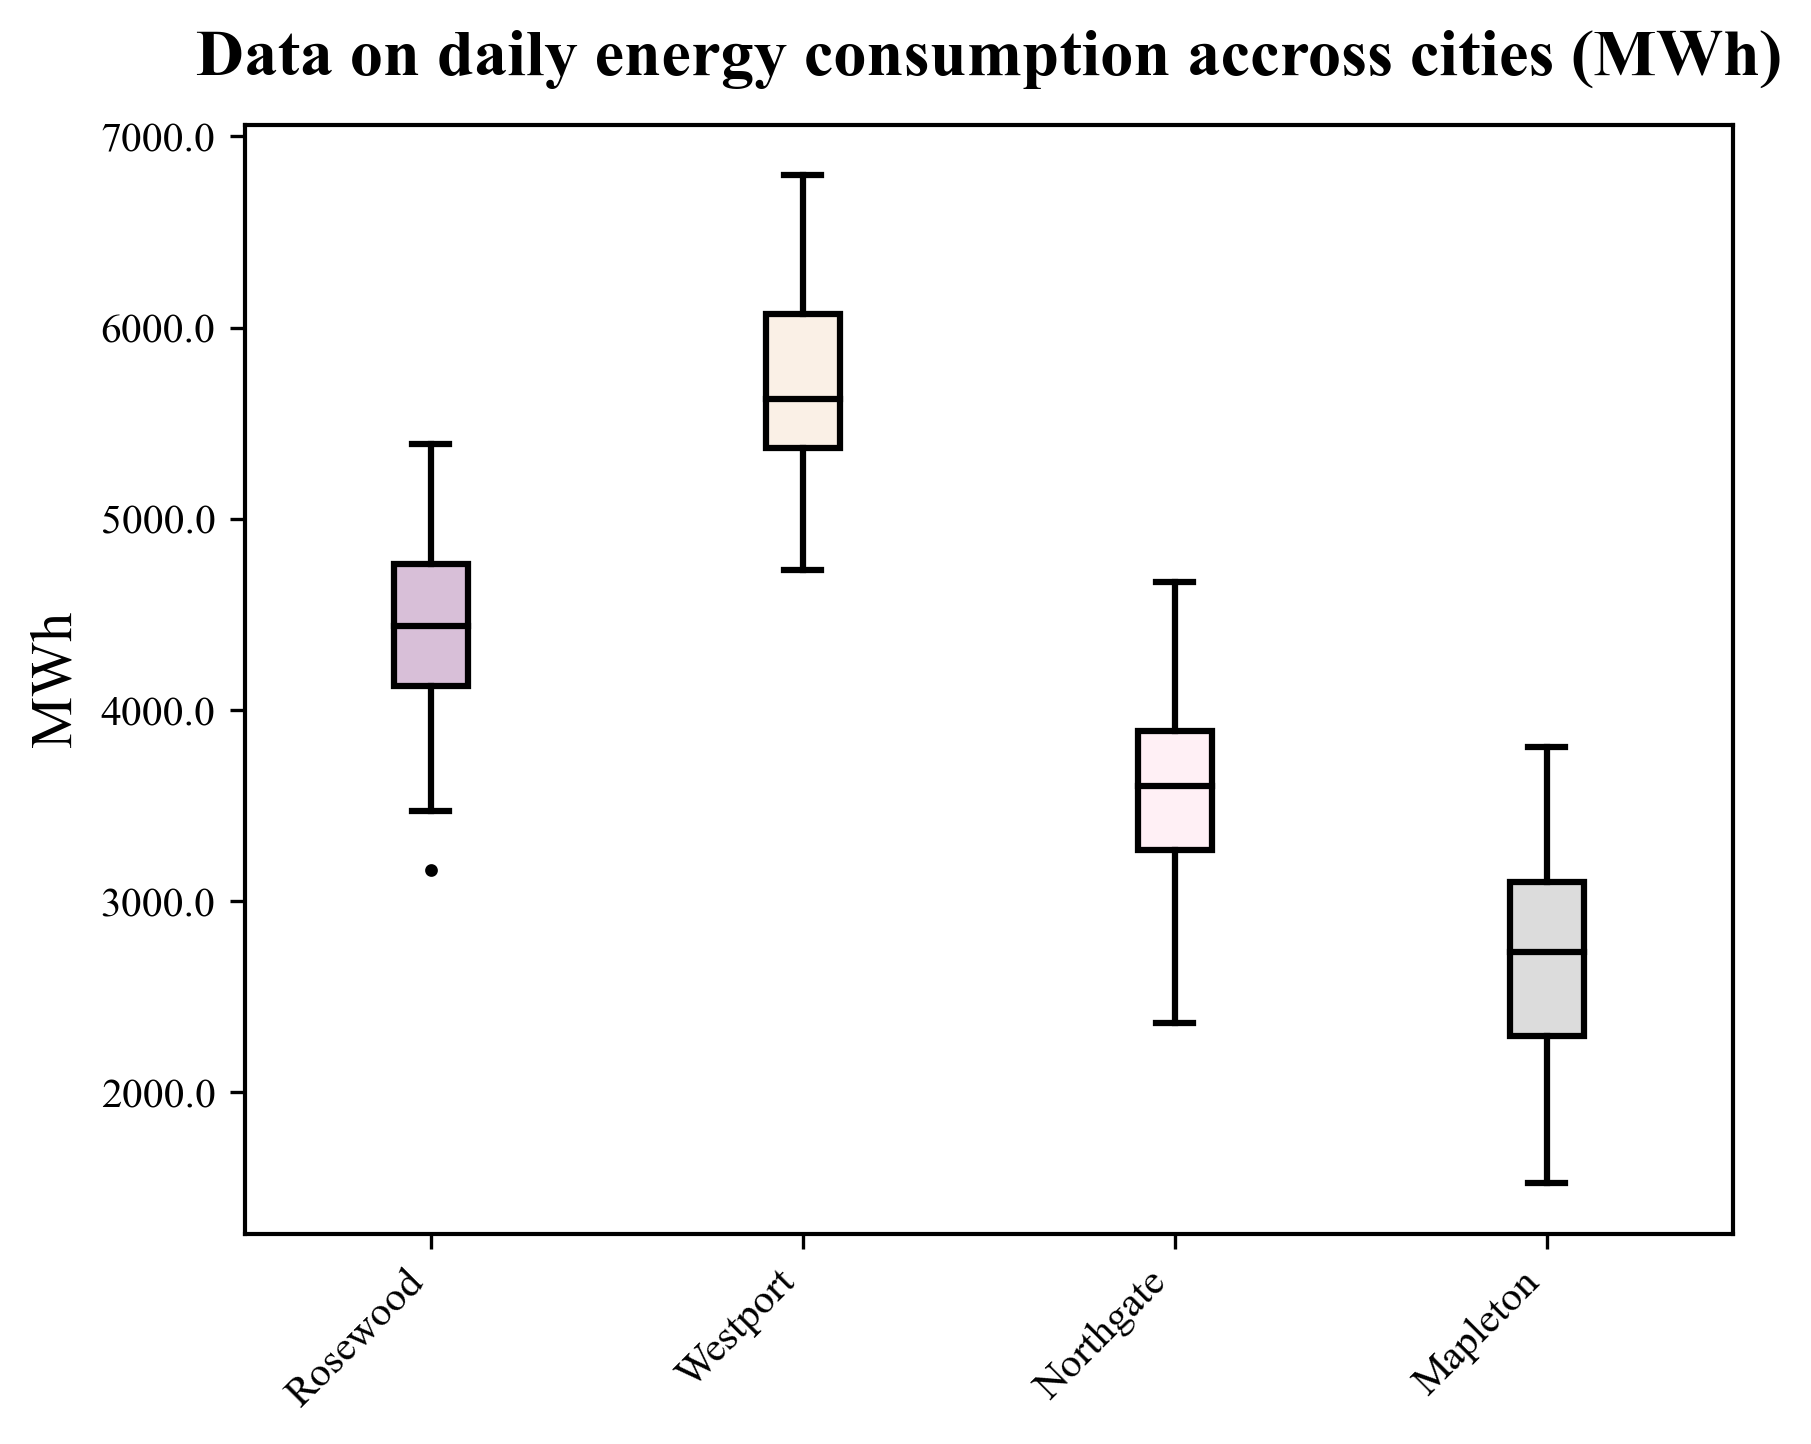 Data on daily energy consumption accross cities (MWh)
7000.0
6000.0
5000.0
4000.0
3000.0
2000.0
MWh
Rosewood
Westport
Northgate
Mapleton